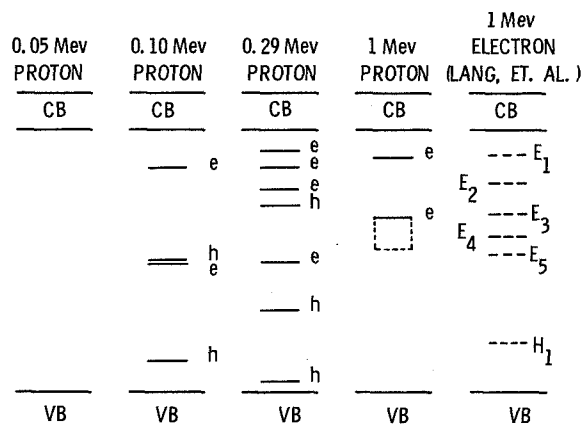 0.05 Mev PROTON
0.10 Mev PROTON
0.29 Mev PROTON
1 Mev PROTON
1 Mev ELECTRON (LANG, ET. AL.)
CB CB CB CB CB
e
h
e
h
e
e
e
h
e
h
h
e
e
E1
E2
E3
E4
E5
H1
VB VB VB VB VB